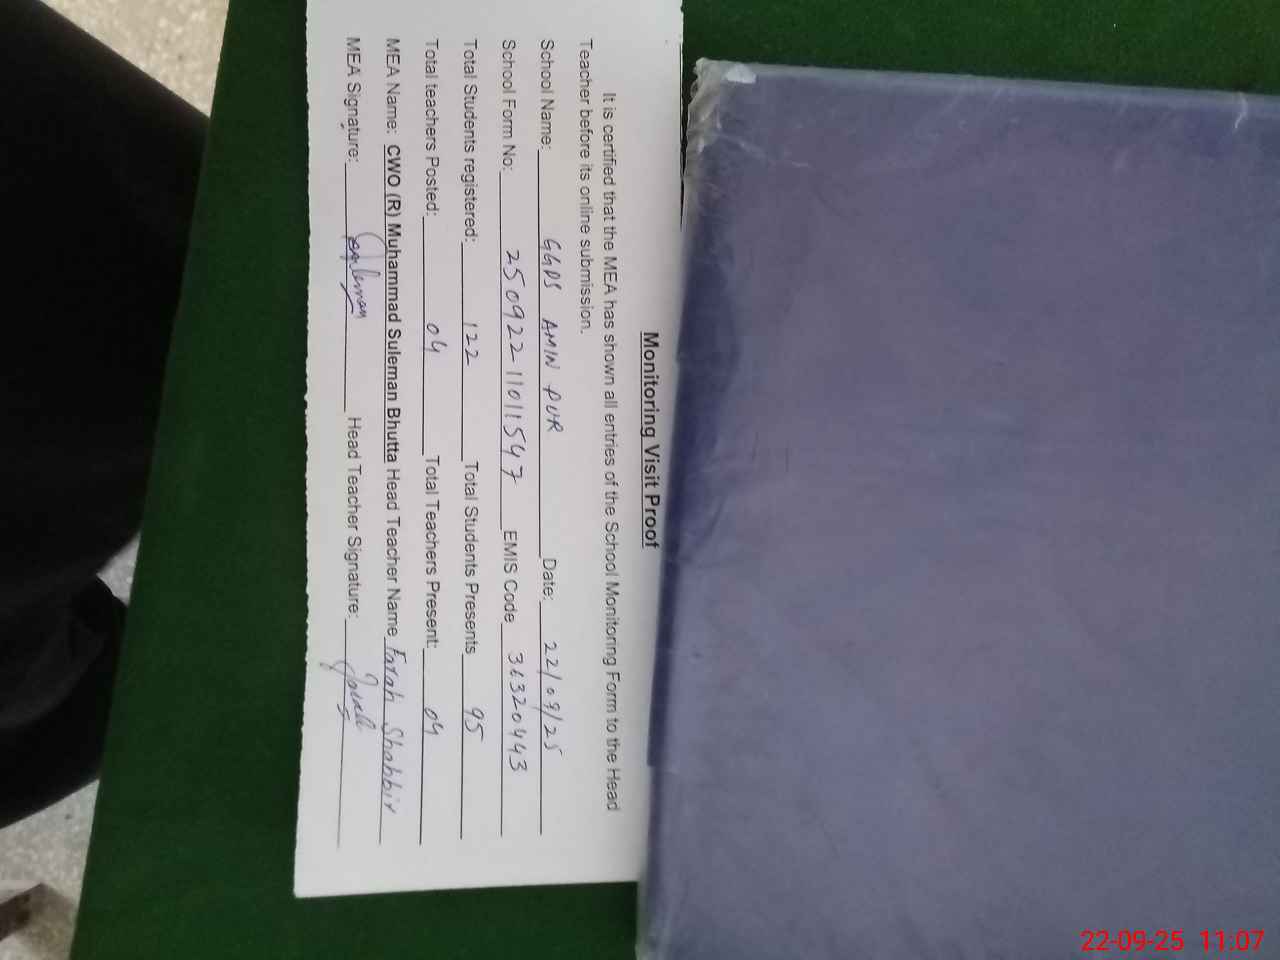 Monitoring Visit Proof
It is certified that the MEA has shown all entries of the School Monitoring Form to the Head
Teacher before its online submission.
School Name: GGPS AMIN PUR Date: 22/09/25
School Form No: 25092211011547 EMIS Code 36320443
Total Students registered: 122 Total Students Presents 95
Total teachers Posted: 04 Total Teachers Present: 04
MEA Name: CWO (R) Muhammad Suleman Bhutta Head Teacher Name Farah Shabbir
MEA Signature: Head Teacher Signature:
22-09-25 11:07